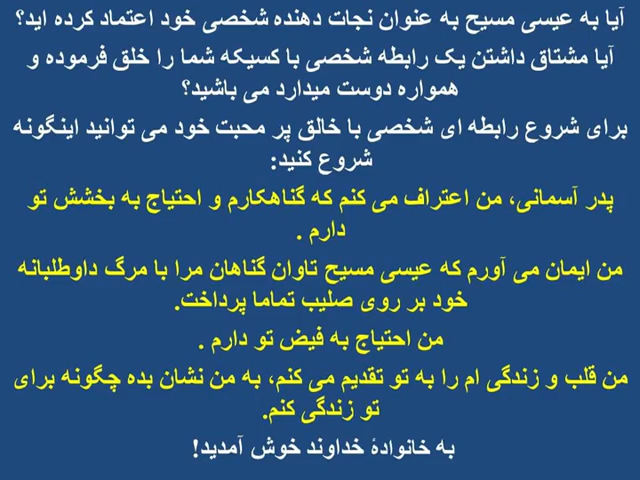 آیا به عیسی مسیح به عنوان نجات دهنده شخصی خود اعتماد کرده اید؟
آیا مشتاق داشتن یک رابطه شخصی با کسیکه شما را خلق فرموده و
همواره دوست میدارد می باشید؟
برای شروع رابطه ای شخصی با خالق پر محبت خود می توانید اینگونه
شروع کنید:
پدر آسمانی، من اعتراف می کنم که گناهکارم و احتیاج به بخشش تو
دارم .
من ایمان می آورم که عیسی مسیح تاوان گناهان مرا با مرگ داوطلبانه
خود بر روی صلیب تماما پرداخت.
من احتیاج به فیض تو دارم .
من قلب و زندگی ام را به تو تقدیم می کنم، به من نشان بده چگونه برای
تو زندگی کنم.
به خانوادۀ خداوند خوش آمدید!